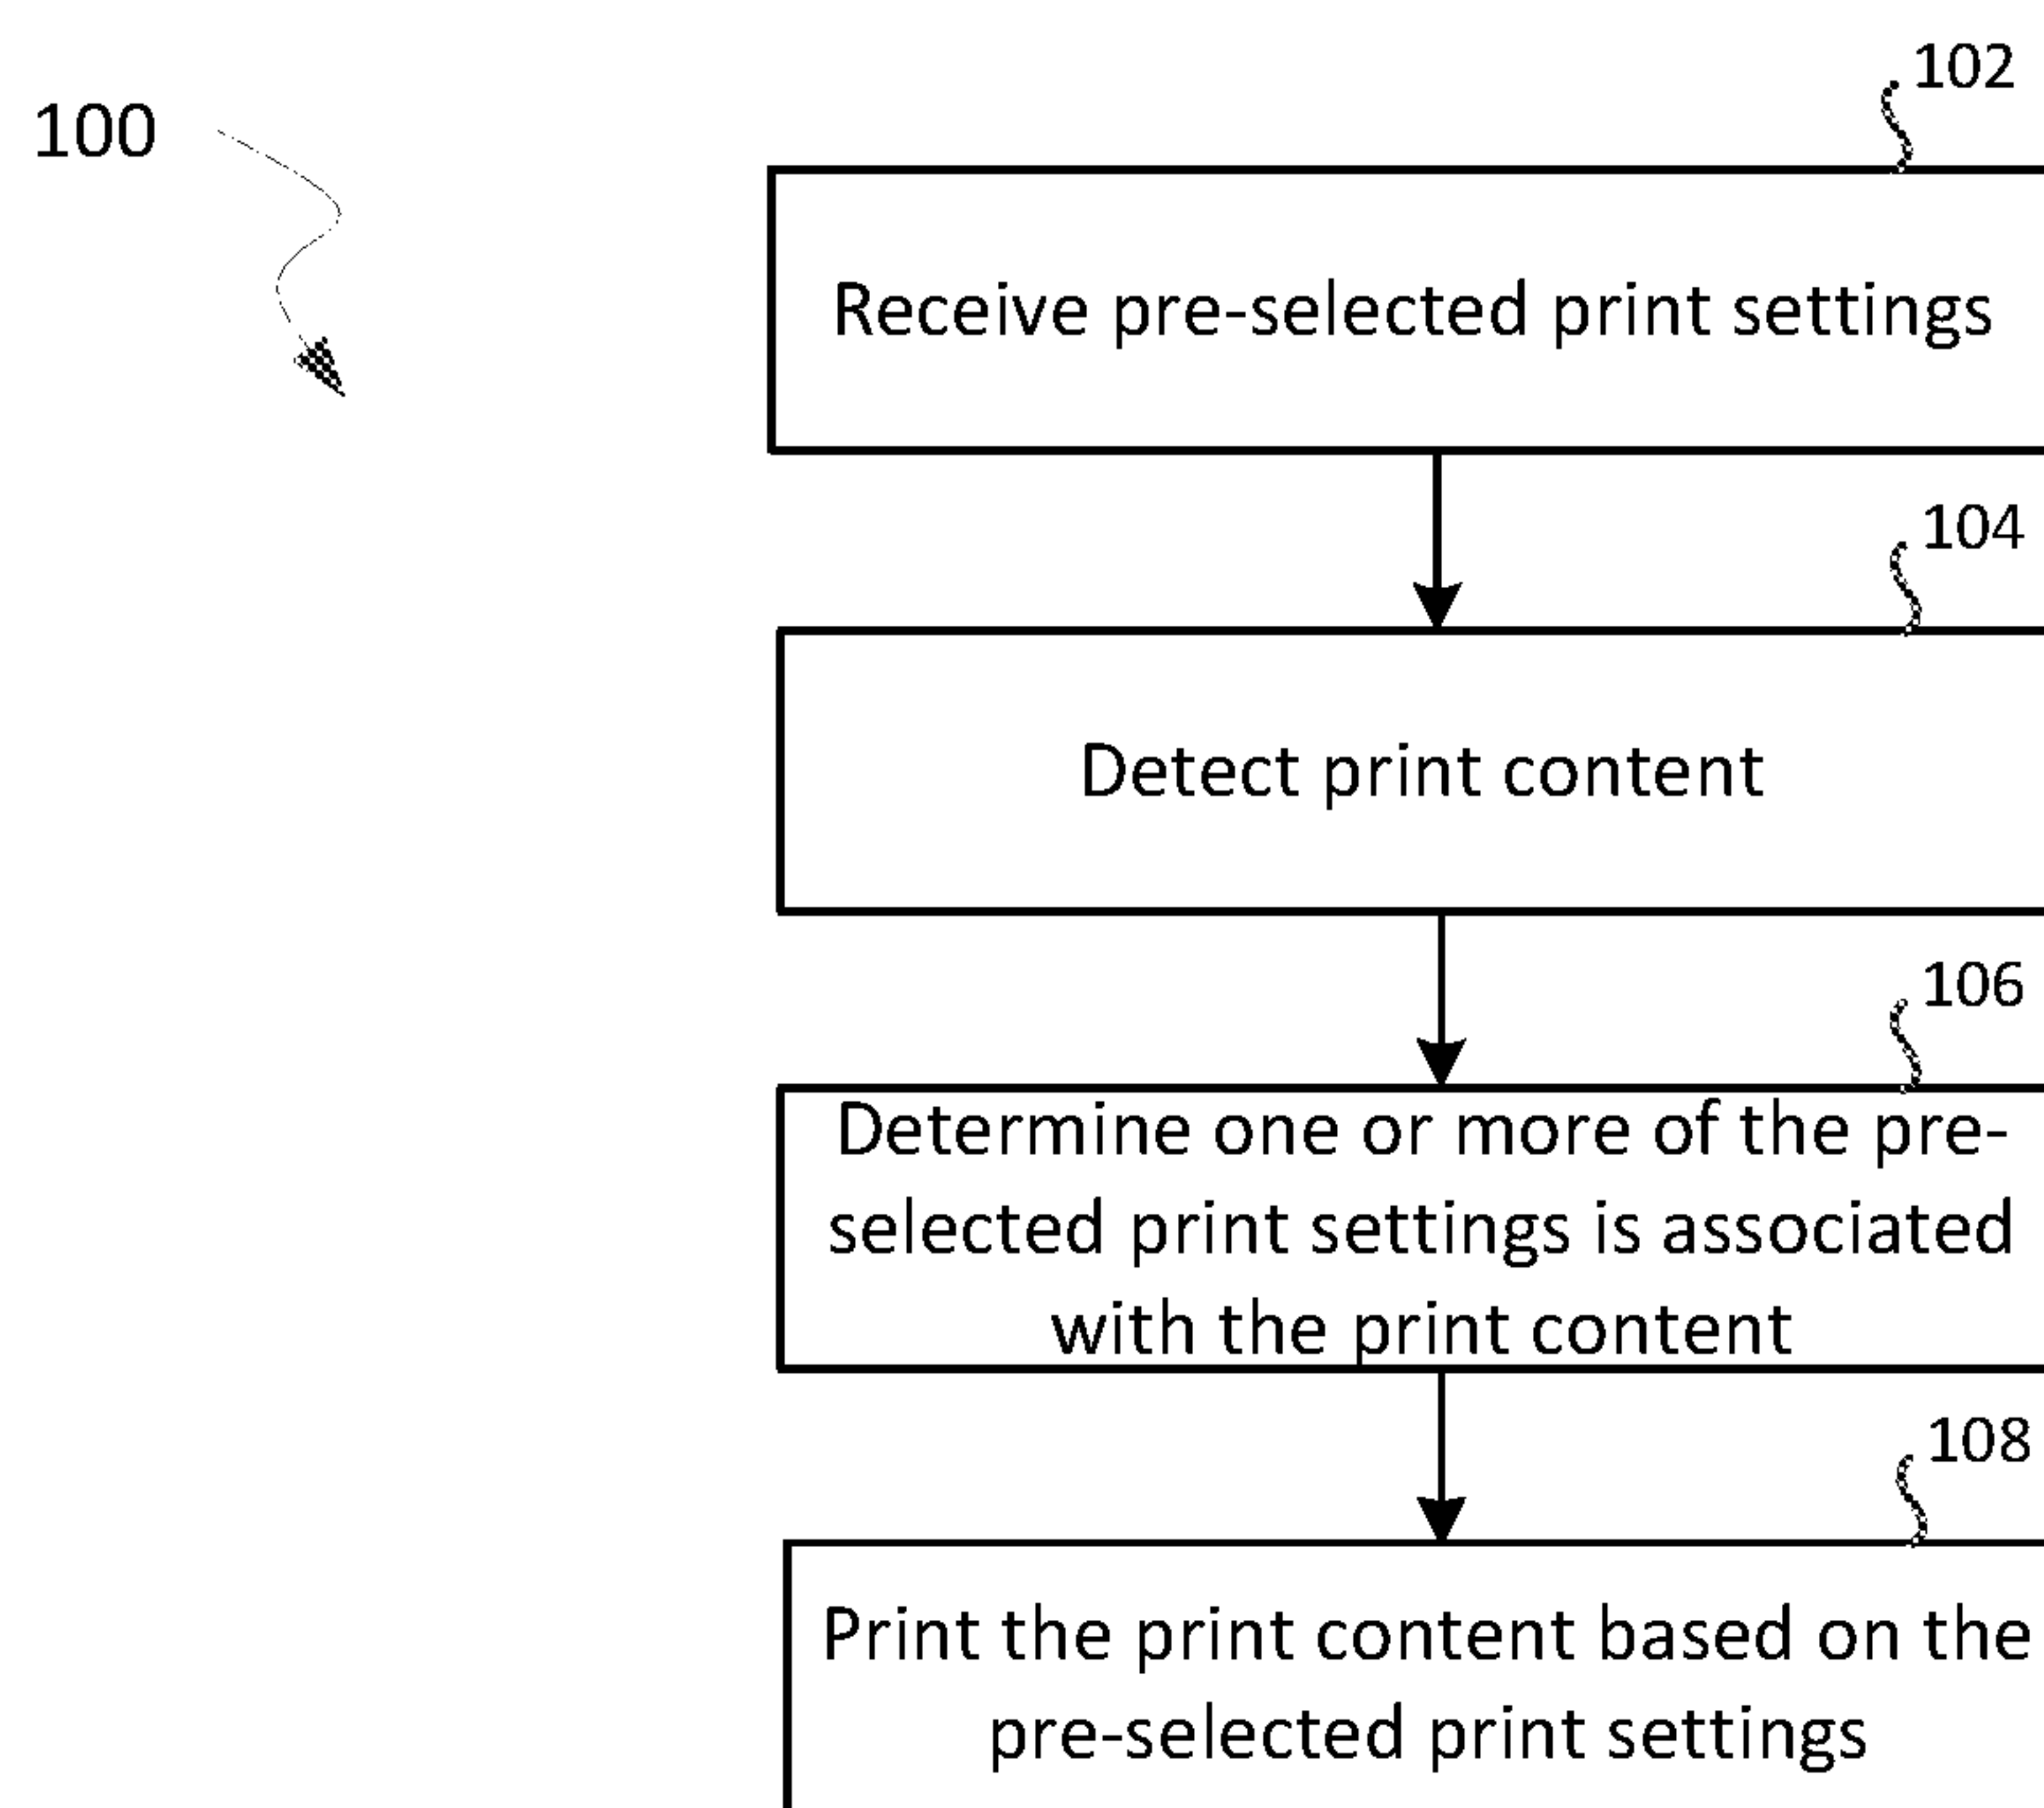 102
100
Receive pre-selected print settings
104
Detect print content
106
Determine one or more of the pre-
selected print settings is associated
with the print content
108
Print the print content based on the
pre-selected print settings